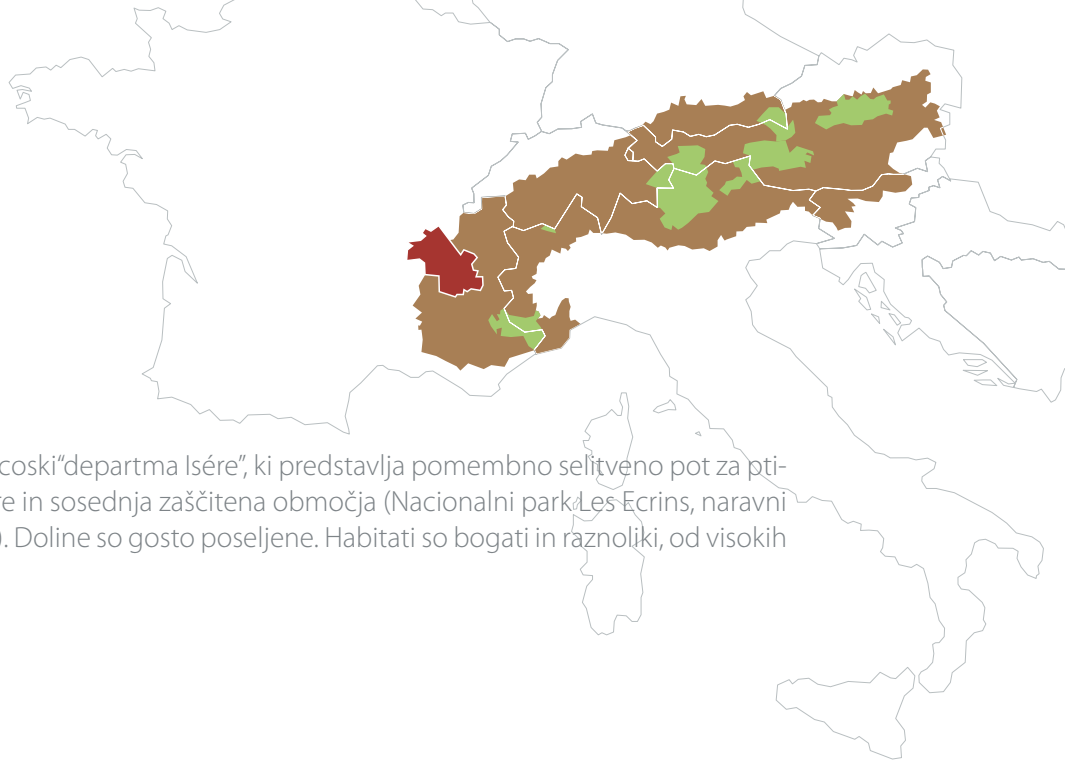 coski“departma Isére”, ki predstavlja pomembno selitveno pot za pti-
re in sosednja zaščitena območja (Nacionalni park Les Ecrins, naravni
). Doline so gosto poseljene. Habitati so bogati in raznoliki, od visokih